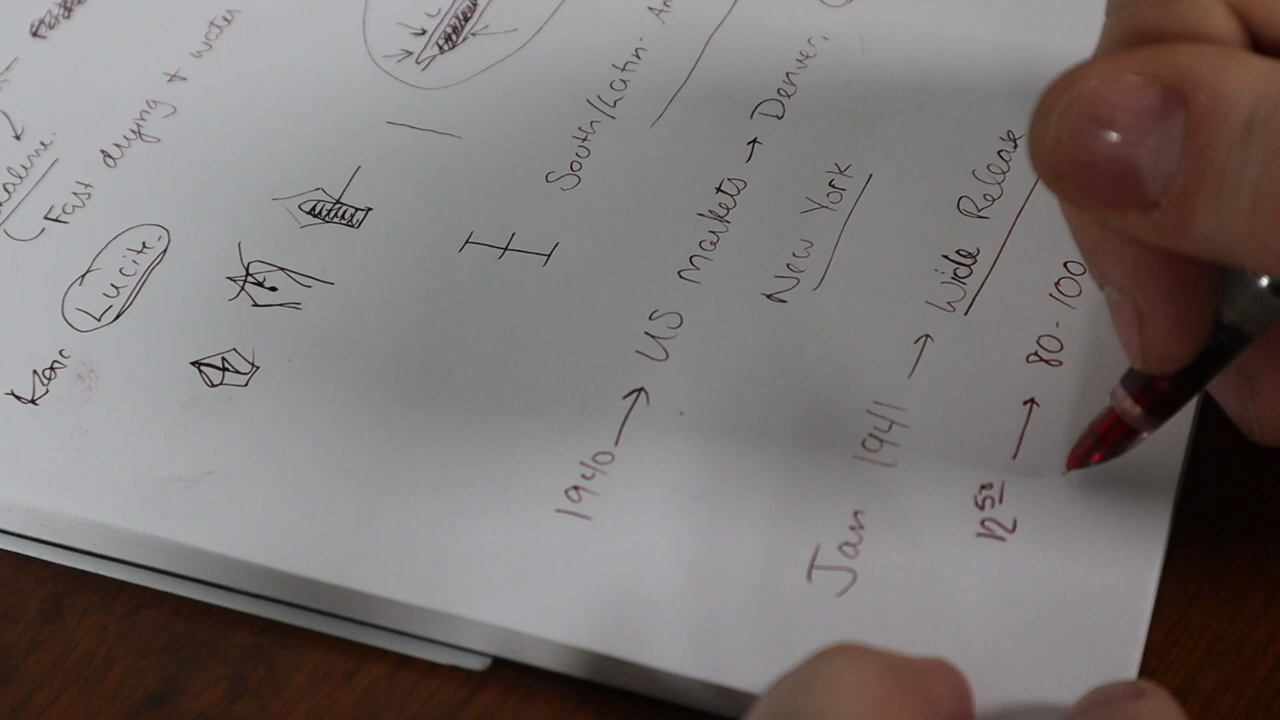 Fast drying + water
Lucite.
South/Latin.
1940 → US markets → Denver,
New York
Jan 1941 → Wide Release
12 50 → 80-100